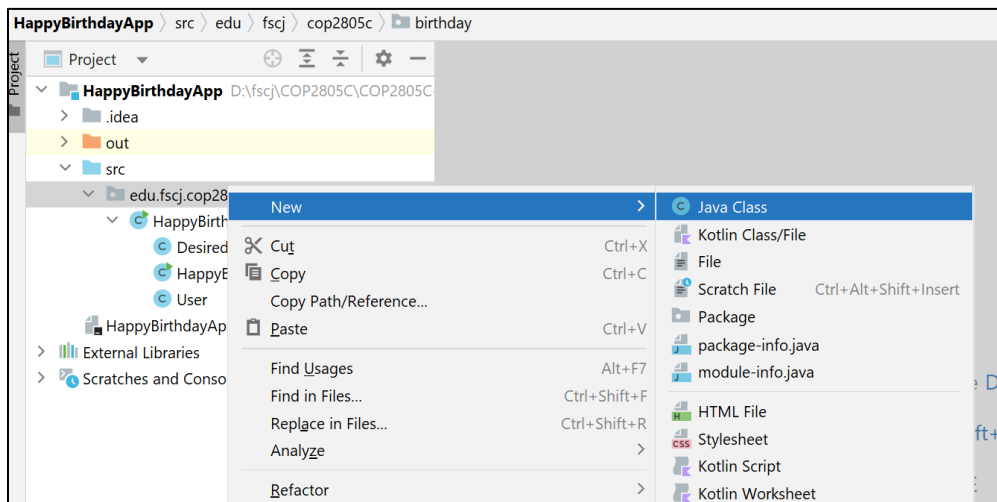 HappyBirthdayApp 〉 src 〉 edu 〉 fscj 〉 cop2805c 〉 birthday
Project
Project
HappyBirthdayApp D:\fscj\COP2805C\COP2805C-
.idea
out
src
edu.fscj.cop28
HappyBirth
Desired
HappyB
User
HappyBirthdayAp
External Libraries
Scratches and Conso
New
Cut Ctrl+X
Copy Ctrl+C
Copy Path/Reference...
Paste Ctrl+V
Find Usages Alt+F7
Find in Files... Ctrl+Shift+F
Replace in Files... Ctrl+Shift+R
Analyze
Refactor
Java Class
Kotlin Class/File
File
Scratch File Ctrl+Alt+Shift+Insert
Package
package-info.java
module-info.java
HTML File
Stylesheet
Kotlin Script
Kotlin Worksheet